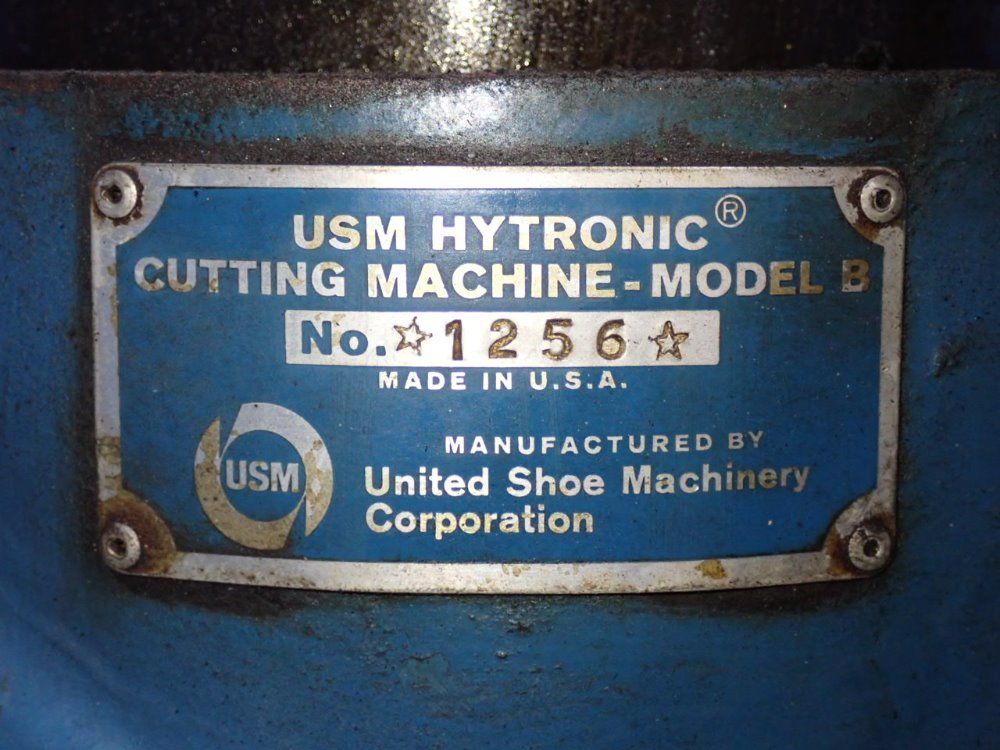 USM HYTRONIC®
CUTTING MACHINE - MODEL B
No. ☆1256☆
MADE IN U.S.A.
USM
MANUFACTURED BY
United Shoe Machinery
Corporation